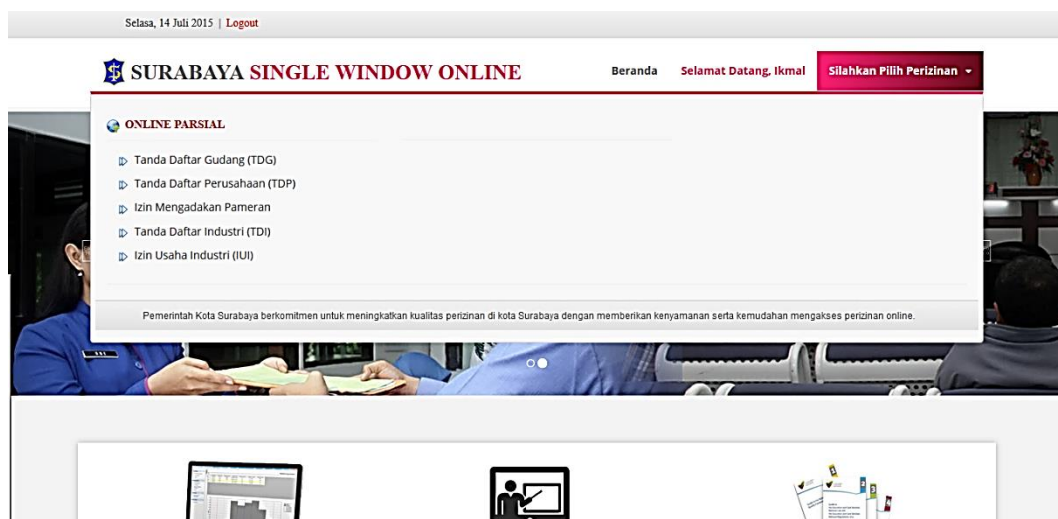 Selasa, 14 Juli 2015 | Logout
SURABAYA SINGLE WINDOW ONLINE
Beranda
Selamat Datang, Ikmal
Silahkan Pilih Perizinan
ONLINE PARSIAL
Tanda Daftar Gudang (TDG)
Tanda Daftar Perusahaan (TDP)
Izin Mengadakan Pameran
Tanda Daftar Industri (TDI)
Izin Usaha Industri (IUI)
Pemerintah Kota Surabaya berkomitmen untuk meningkatkan kualitas perizinan di kota Surabaya dengan memberikan kenyamanan serta kemudahan mengakses perizinan online.